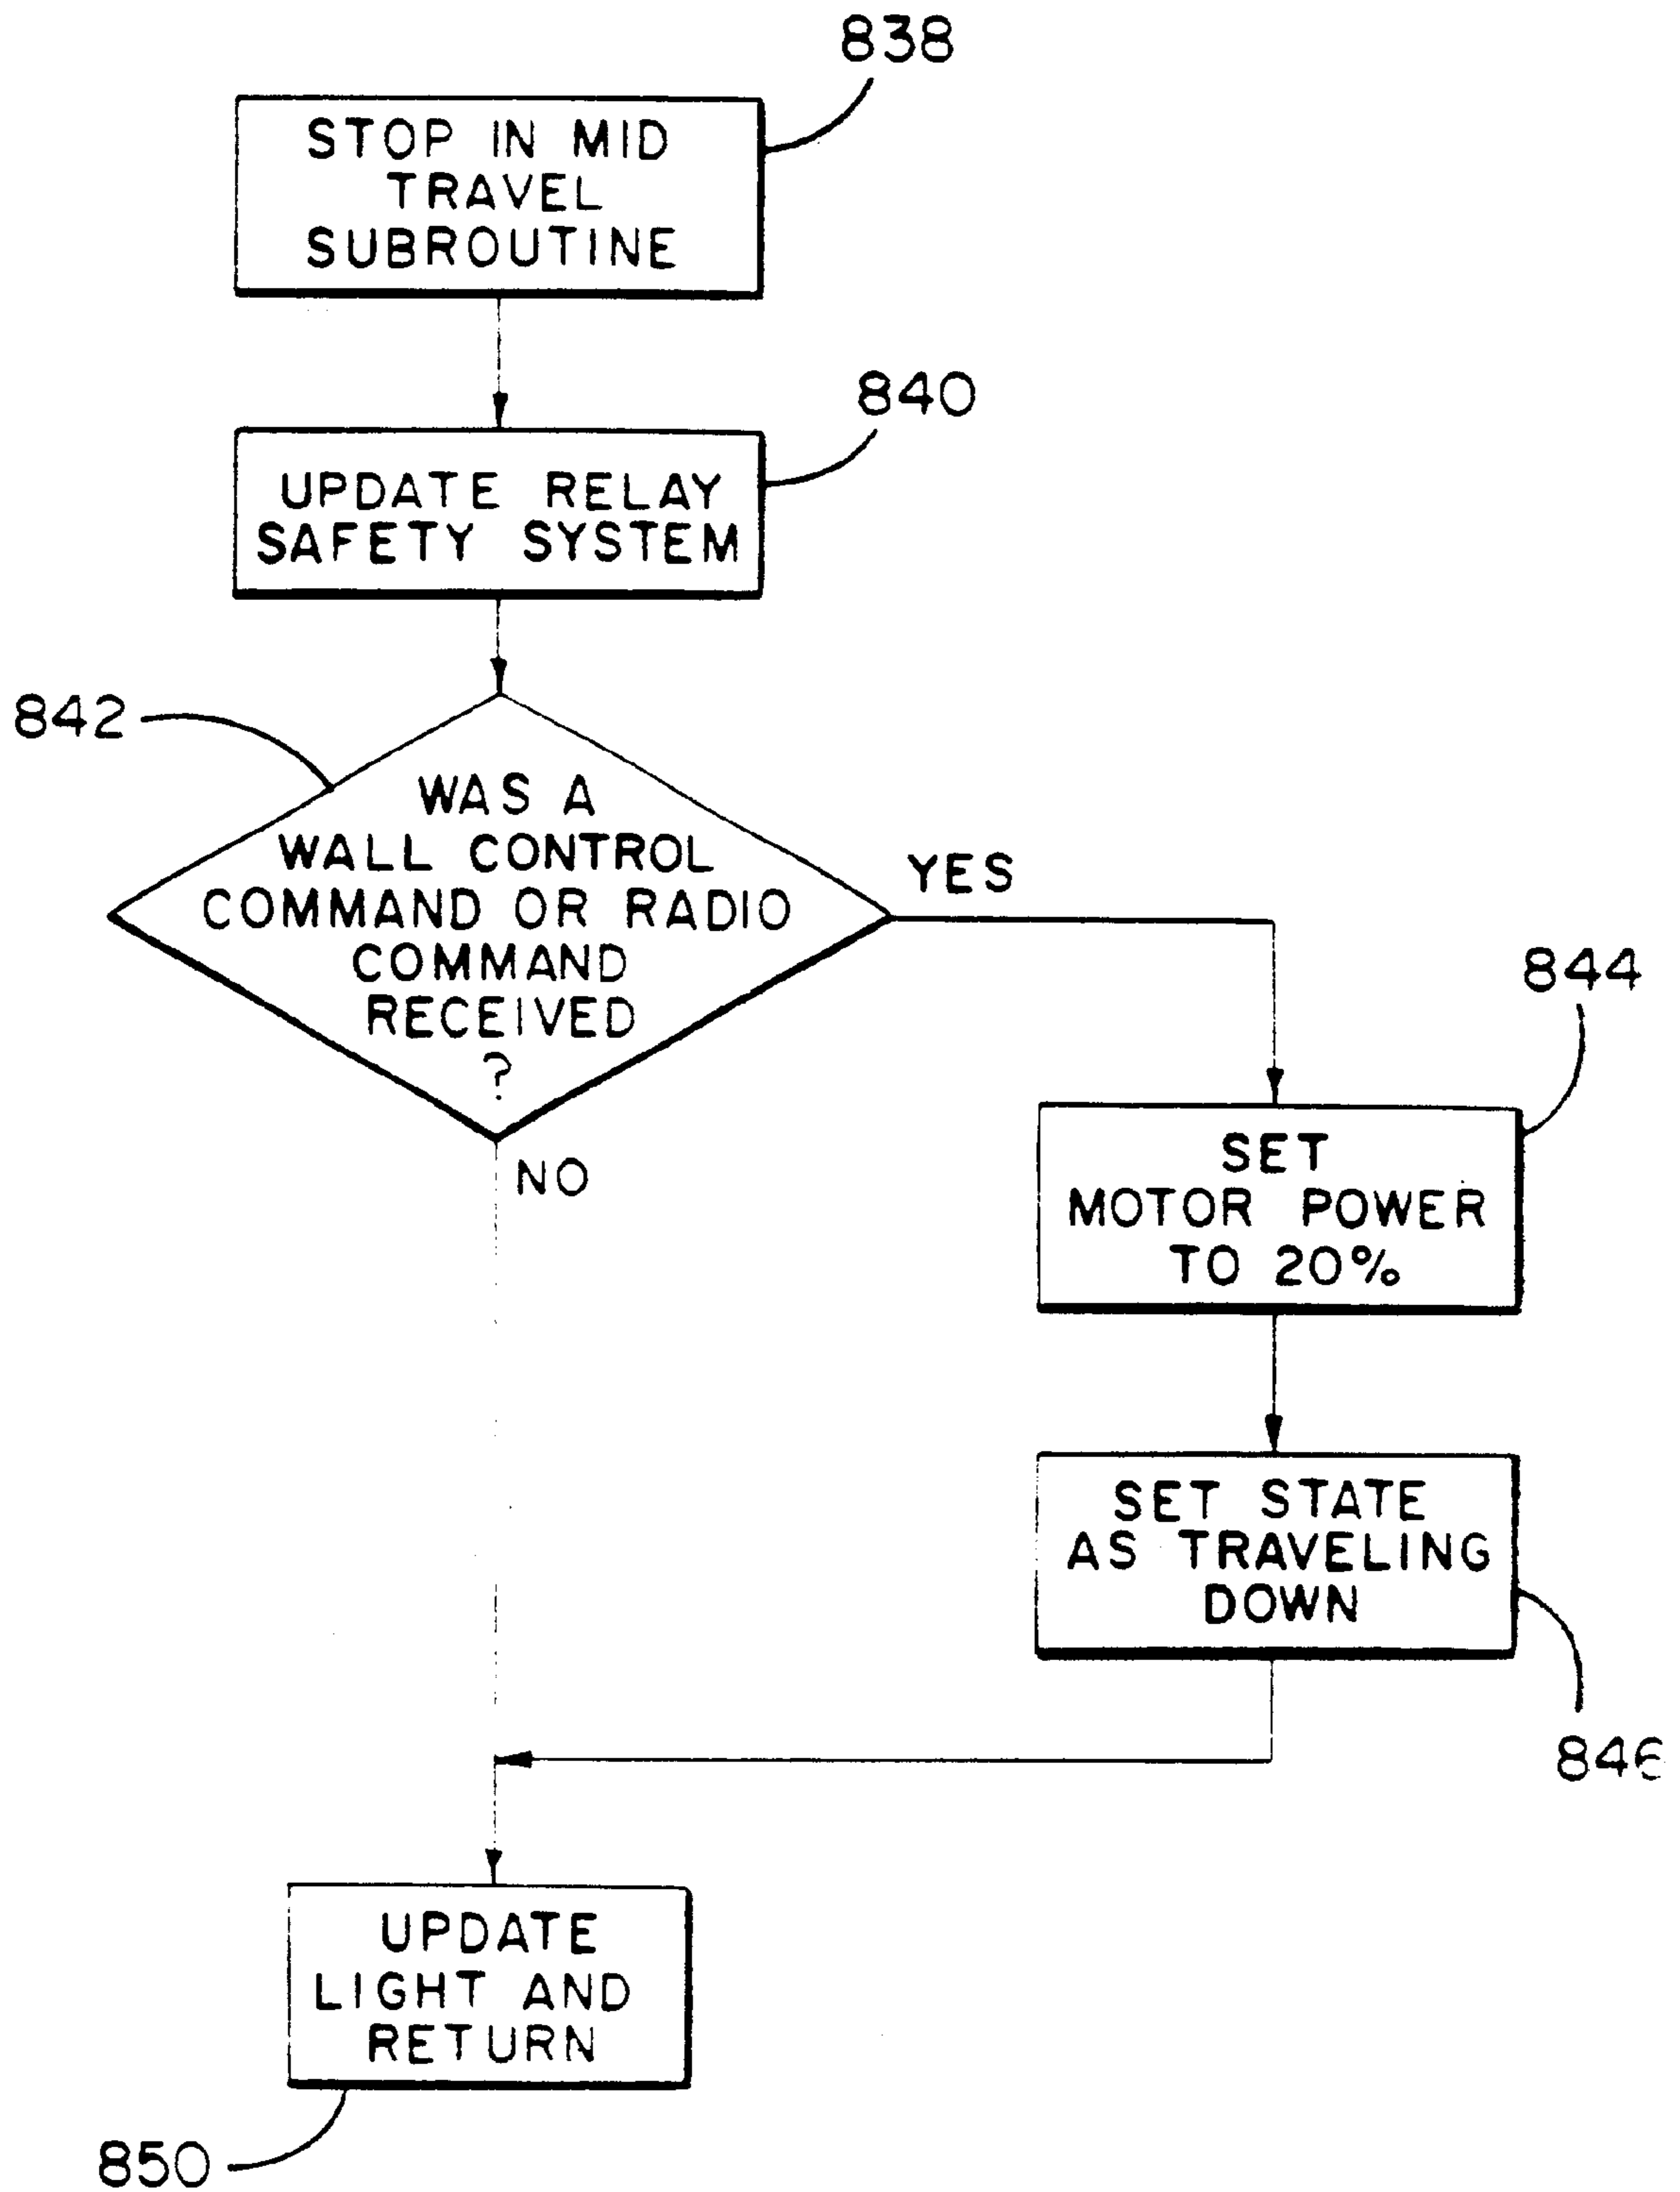 838
STOP IN MID
TRAVEL
SUBROUTINE
840
UPDATE RELAY
SAFETY SYSTEM
842
WAS A
WALL CONTROL
COMMAND OR RADIO
COMMAND
RECEIVED
?
YES
NO
844
SET
MOTOR POWER
TO 20%
SET STATE
AS TRAVELING
DOWN
846
UPDATE
LIGHT AND
RETURN
850